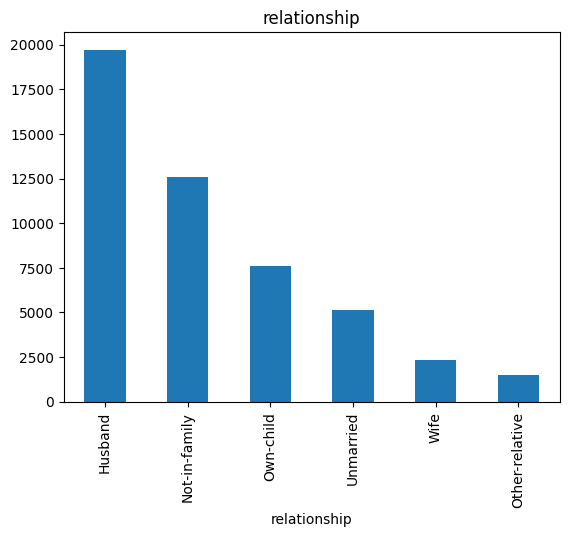 relationship
20000
17500
15000
12500
10000
7500
5000
2500
0
Husband
Not-in-family
Own-child
Unmarried
Wife
Other-relative
relationship